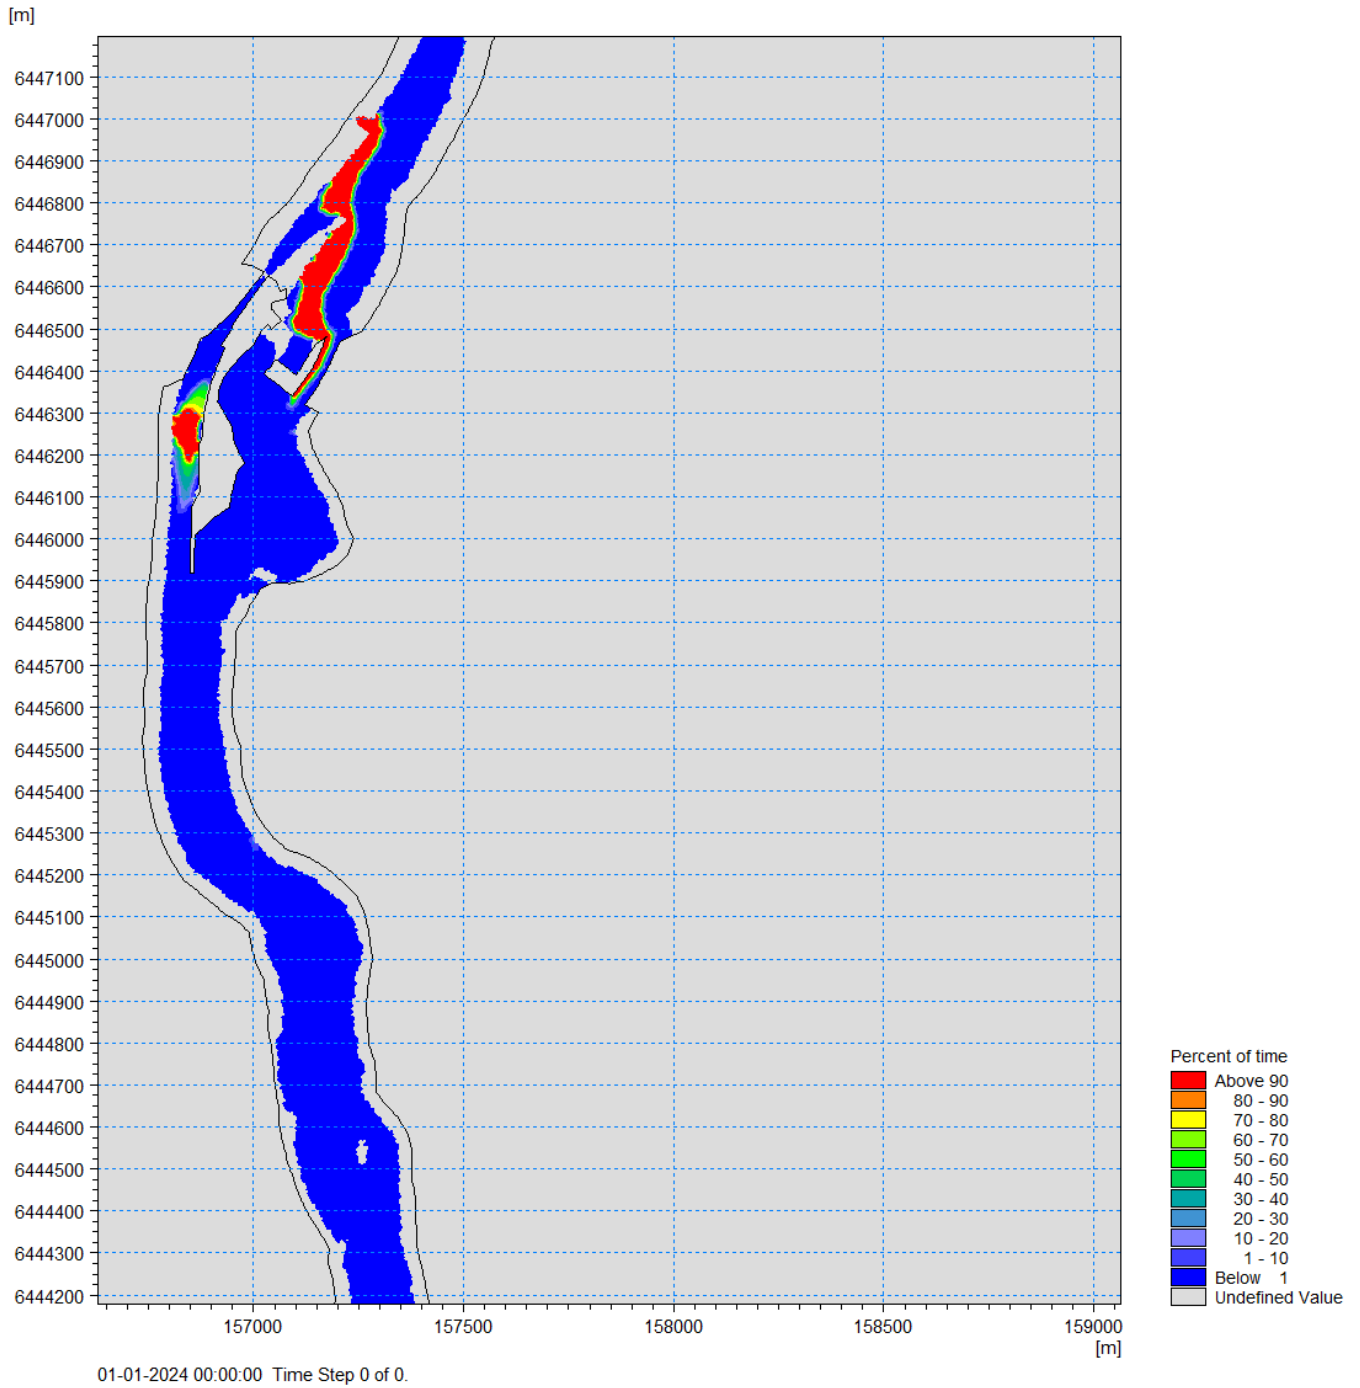 [m]
6447100
6447000
6446900
6446800
6446700
6446600
6446500
6446400
6446300
6446200
6446100
6446000
6445900
6445800
6445700
6445600
6445500
6445400
6445300
6445200
6445100
6445000
6444900
6444800
6444700
6444600
6444500
6444400
6444300
6444200
157000 157500 158000 158500 159000
[m]
Percent of time
Above 90
80 - 90
70 - 80
60 - 70
50 - 60
40 - 50
30 - 40
20 - 30
10 - 20
1 - 10
Below 1
Undefined Value
01-01-2024 00:00:00 Time Step 0 of 0.